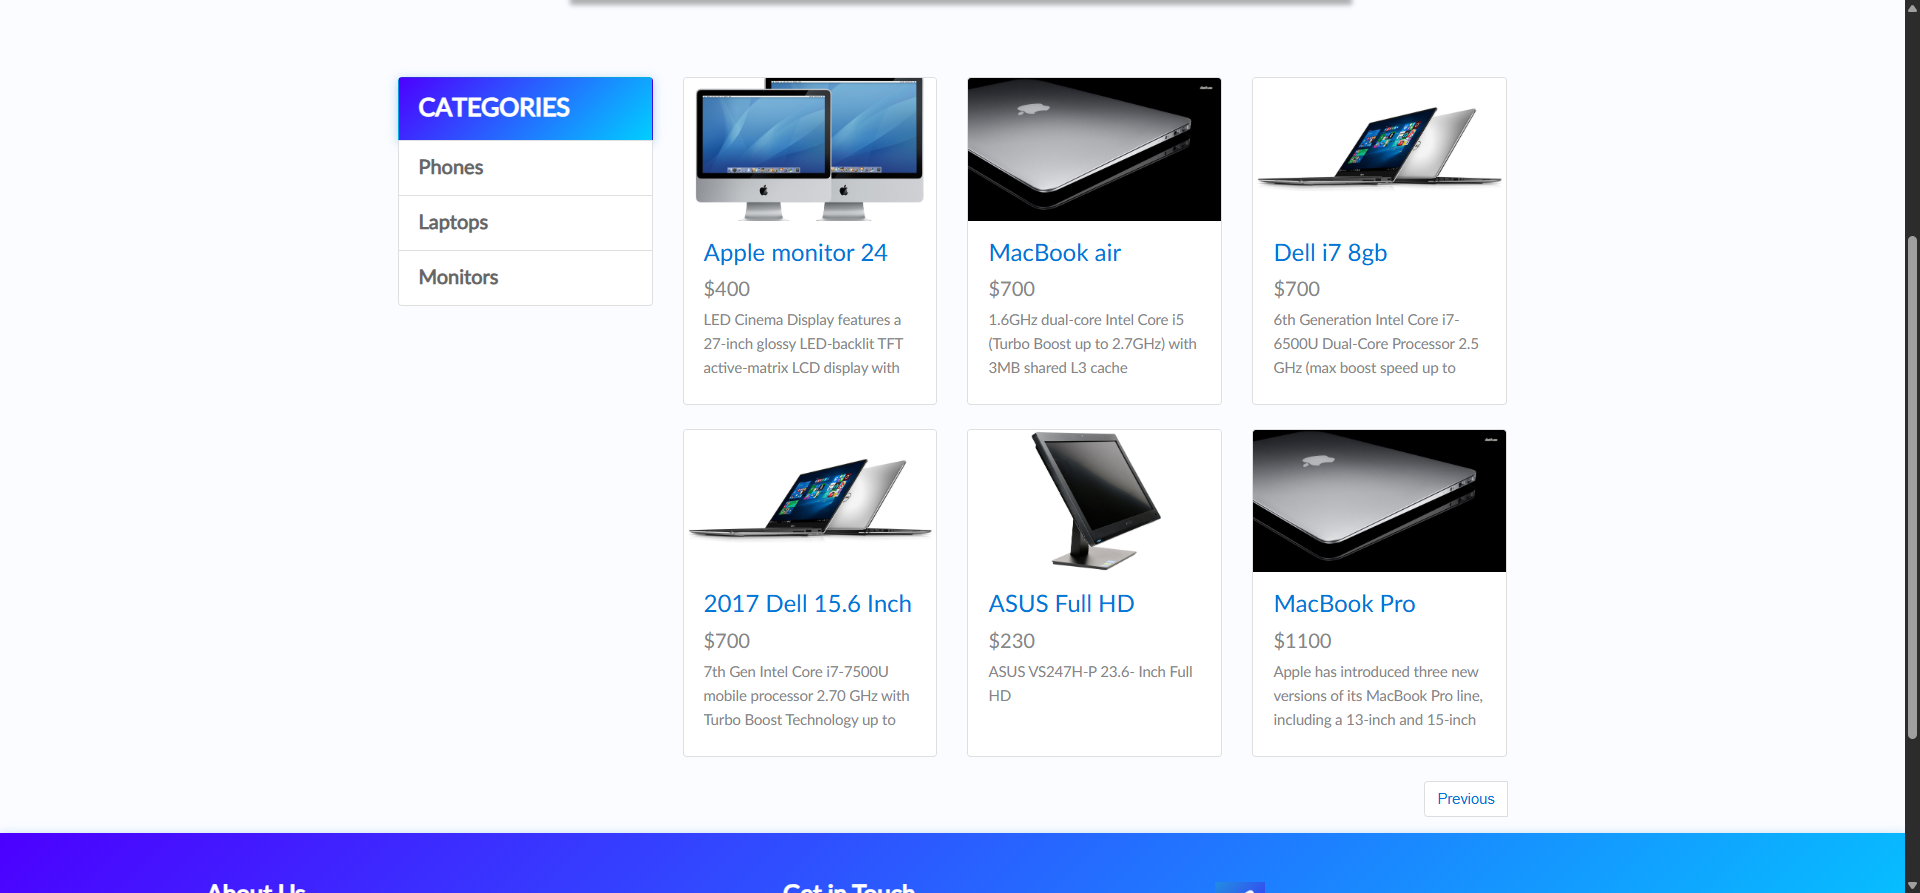 CATEGORIES
Phones
Laptops
Monitors
Apple monitor 24
$400
LED Cinema Display features a
27-inch glossy LED-backlit TFT
active-matrix LCD display with
MacBook air
$700
1.6GHz dual-core Intel Core i5
(Turbo Boost up to 2.7GHz) with
3MB shared L3 cache
Dell i7 8gb
$700
6th Generation Intel Core i7-
6500U Dual-Core Processor 2.5
GHz (max boost speed up to
2017 Dell 15.6 Inch
$700
7th Gen Intel Core i7-7500U
mobile processor 2.70 GHz with
Turbo Boost Technology up to
ASUS Full HD
$230
ASUS VS247H-P 23.6- Inch Full
HD
MacBook Pro
$1100
Apple has introduced three new
versions of its MacBook Pro line,
including a 13-inch and 15-inch
Previous
About Us
Get in Touch